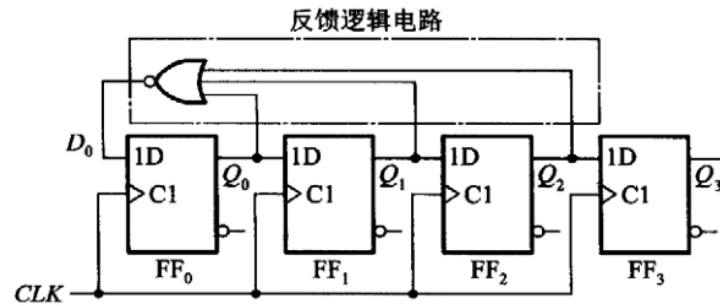 反馈逻辑电路
D₀ 1D Q₀ 1D Q₁ 1D Q₂ 1D Q₃
C1 C1 C1 C1
FF₀ FF₁ FF₂ FF₃
CLK